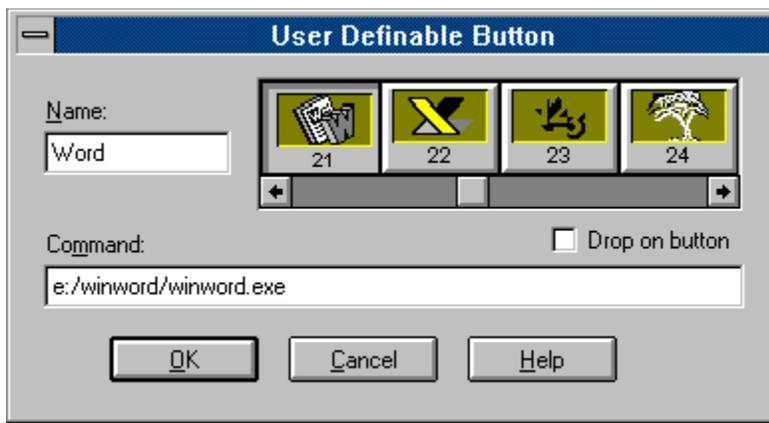 User Definable Button
Name:
Word
21 22 23 24
Command:
Drop on button
e:/winword/winword.exe
OK Cancel Help